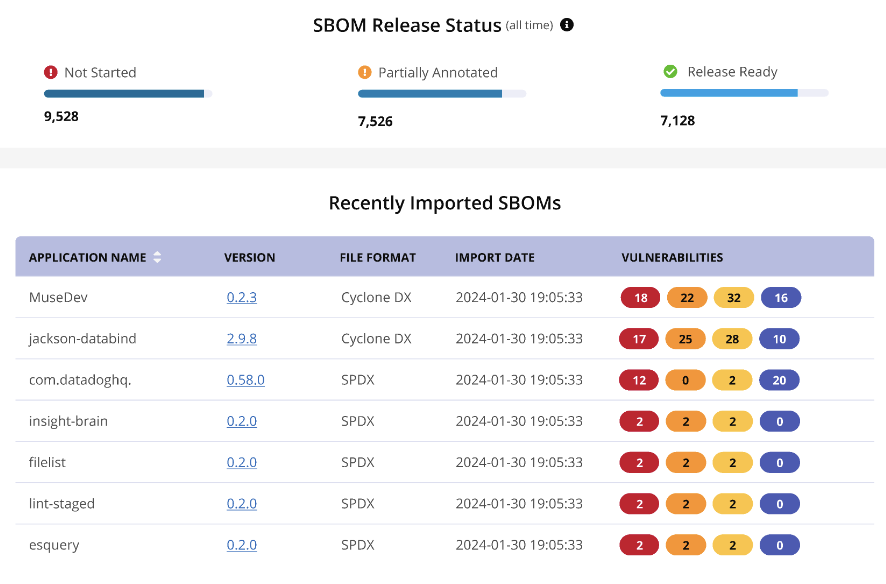 SBOM Release Status (all time)
Not Started Partially Annotated Release Ready
9,528 7,526 7,128
Recently Imported SBOMs
APPLICATION NAME VERSION FILE FORMAT IMPORT DATE VULNERABILITIES
MuseDev 0.2.3 Cyclone DX 2024-01-30 19:05:33 18 22 32 16
jackson-databind 2.9.8 Cyclone DX 2024-01-30 19:05:33 17 25 28 10
com.datadoghq. 0.58.0 SPDX 2024-01-30 19:05:33 12 0 2 20
insight-brain 0.2.0 SPDX 2024-01-30 19:05:33 2 2 2 0
filelist 0.2.0 SPDX 2024-01-30 19:05:33 2 2 2 0
lint-staged 0.2.0 SPDX 2024-01-30 19:05:33 2 2 2 0
esquery 0.2.0 SPDX 2024-01-30 19:05:33 2 2 2 0